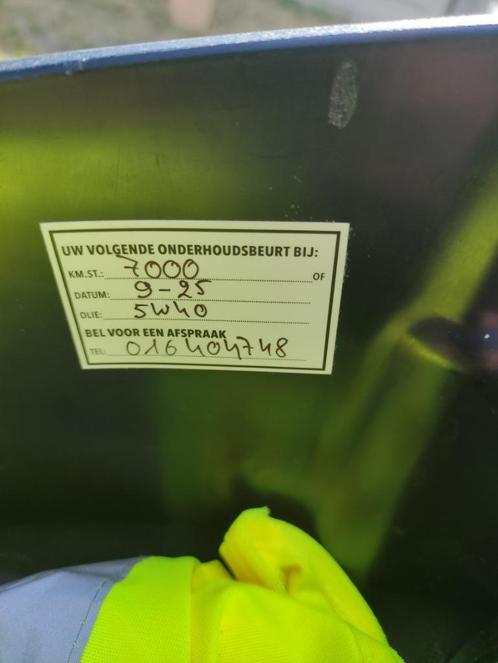 UW VOLGENDE ONDERHOUDSBEURT BIJ:
KM.ST.: 7000 OF
DATUM: 9-25
OLIE: 5W40
BEL VOOR EEN AFSPRAAK
TEL: 016404748